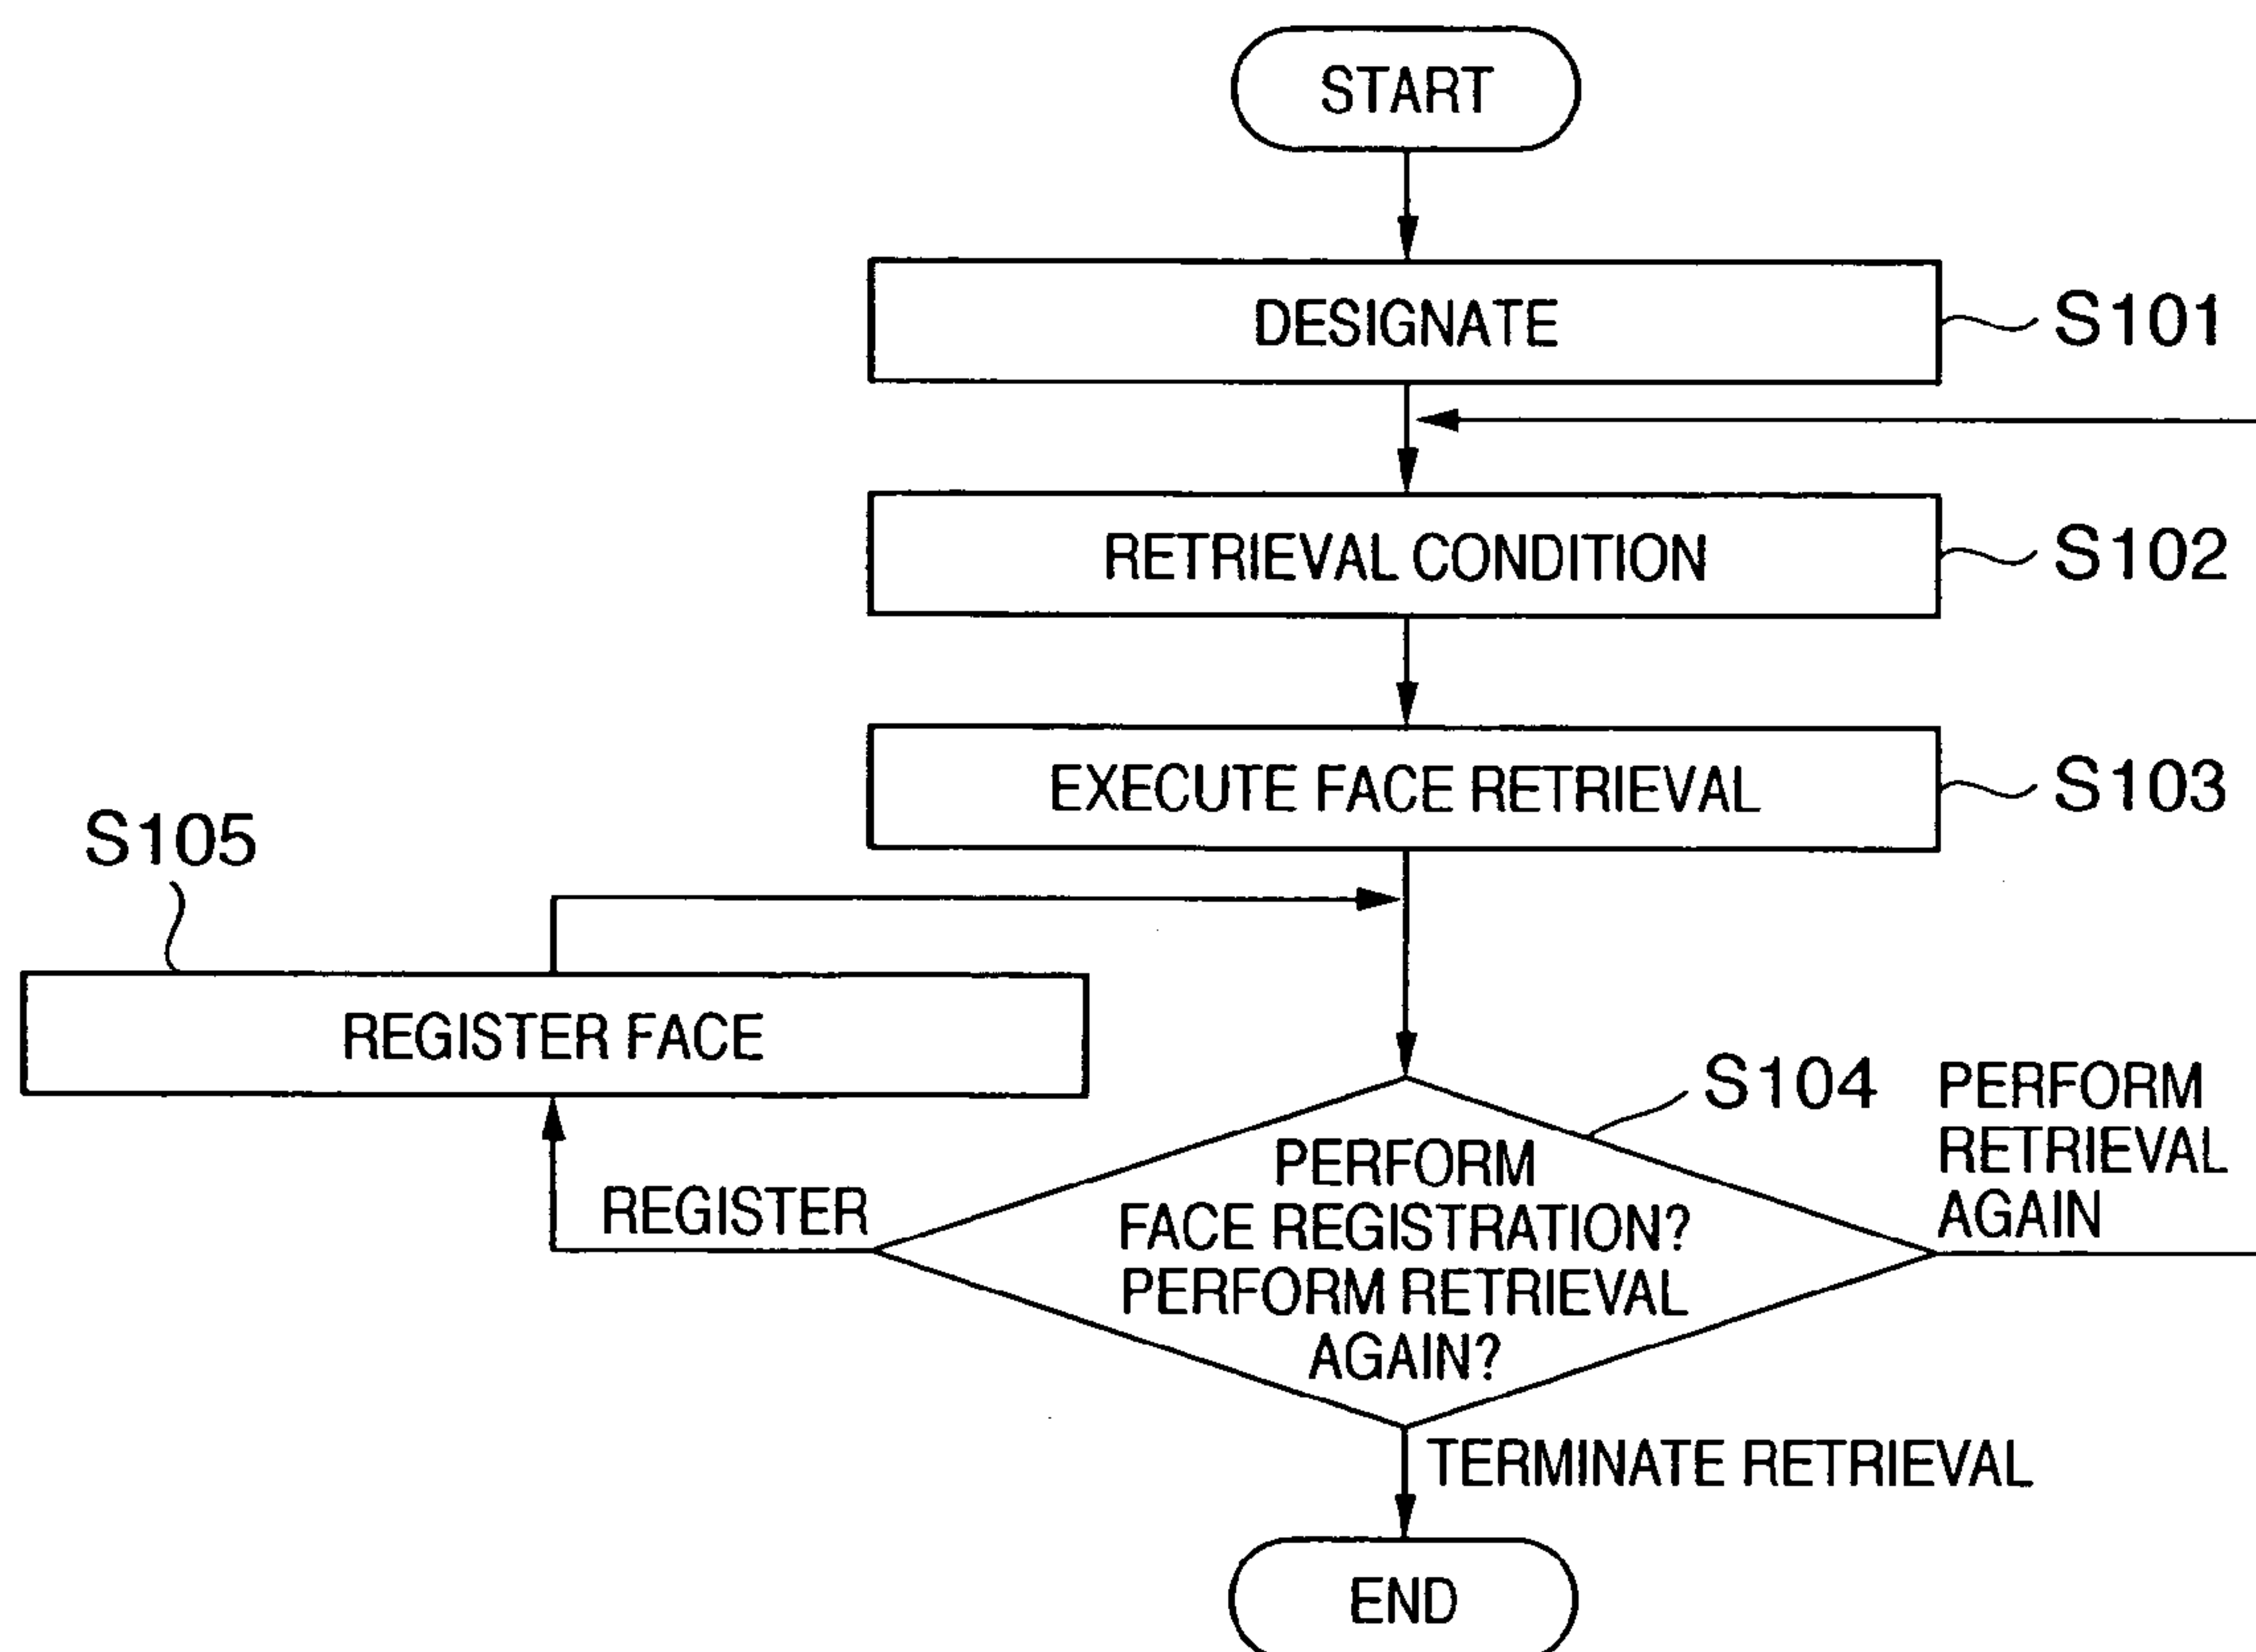 START
DESIGNATE
S101
RETRIEVAL CONDITION
S102
EXECUTE FACE RETRIEVAL
S103
S105
REGISTER FACE
S104
PERFORM
RETRIEVAL
AGAIN
REGISTER
PERFORM
FACE REGISTRATION?
PERFORM RETRIEVAL
AGAIN?
TERMINATE RETRIEVAL
END